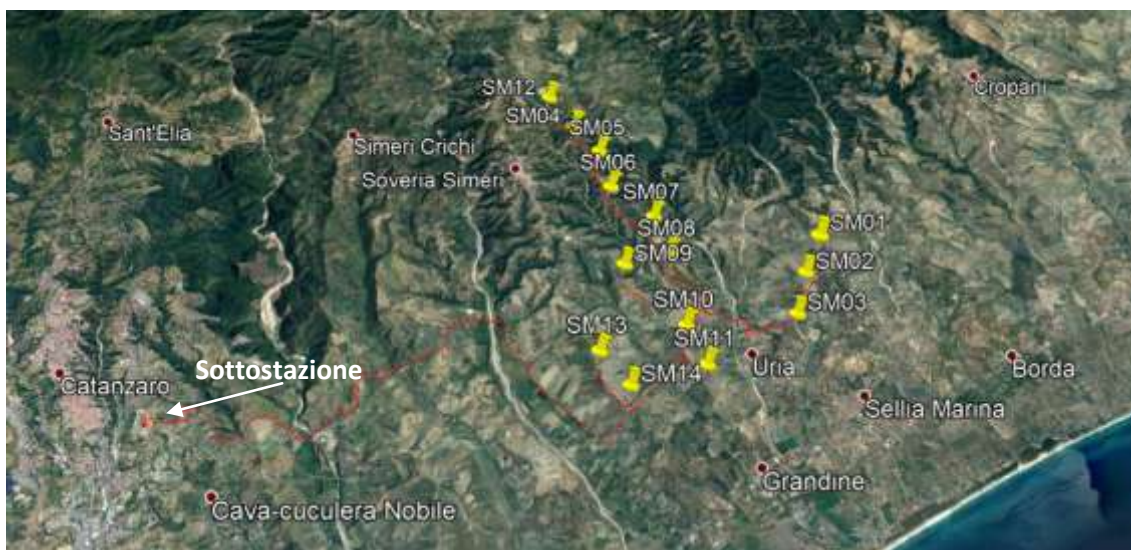 Cropani
SM12
SM04
Sant'Elia
SM05
Simeri Crichi
SM06
Soveria Simeri
SM07
SM08
SM01
SM09
SM02
SM10
SM03
SM13
SM11
Sottostazione
Uria
Borda
Catanzaro
SM14
Sellia Marina
Grandine
Cava-cuculera Nobile